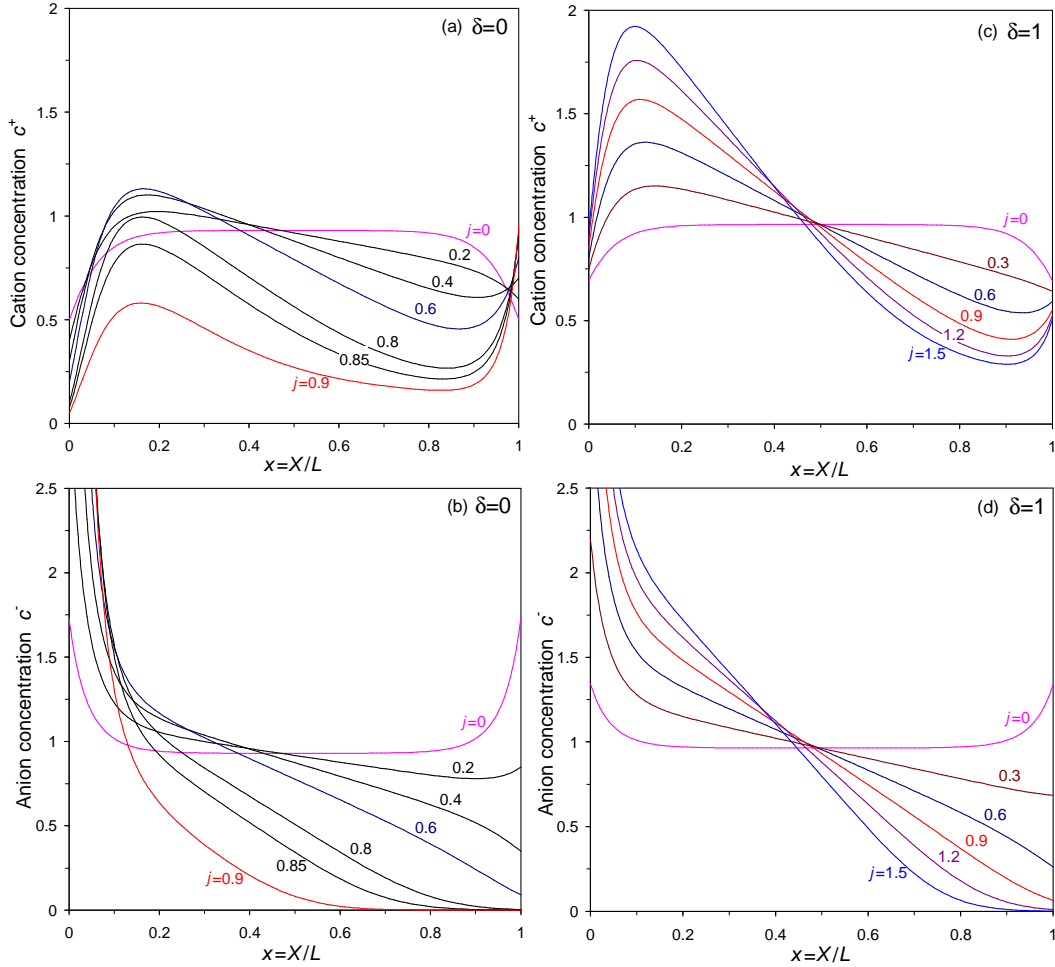 (a) δ=0
Cation concentration c⁺
2
1.5
1
0.5
0
j=0
0.2
0.4
0.6
0.8
0.85
j=0.9
0 0.2 0.4 0.6 0.8 1
x=X/L
(c) δ=1
Cation concentration c⁺
2
1.5
1
0.5
0
j=0
0.3
0.6
0.9
1.2
j=1.5
0 0.2 0.4 0.6 0.8 1
x=X/L
(b) δ=0
Anion concentration c⁻
2.5
2
1.5
1
0.5
0
j=0
0.2
0.4
0.6
0.8
0.85
j=0.9
0 0.2 0.4 0.6 0.8 1
x=X/L
(d) δ=1
Anion concentration c⁻
2.5
2
1.5
1
0.5
0
j=0
0.3
0.6
0.9
1.2
j=1.5
0 0.2 0.4 0.6 0.8 1
x=X/L